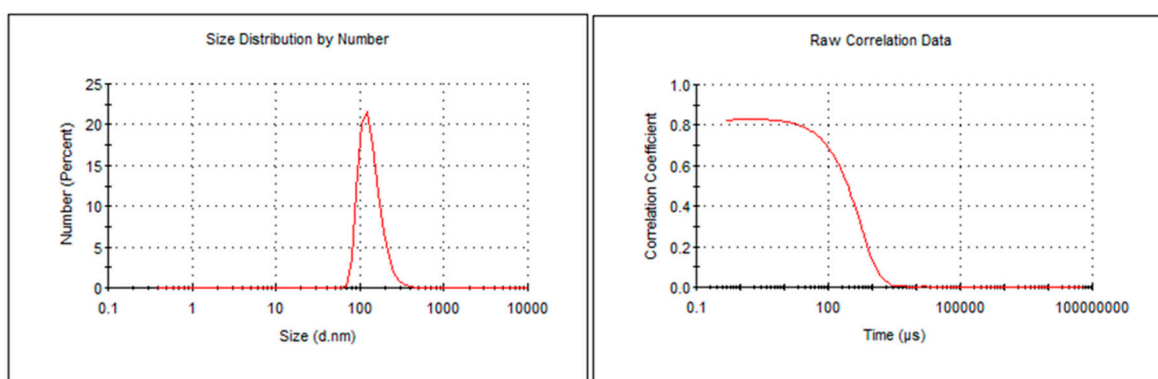 Size Distribution by Number
Number (Percent)
25
20
15
10
5
0
0.1 1 10 100 1000 10000
Size (d.nm)
Raw Correlation Data
Correlation Coefficient
1.0
0.8
0.6
0.4
0.2
0.0
0.1 100 100000 100000000
Time (µs)